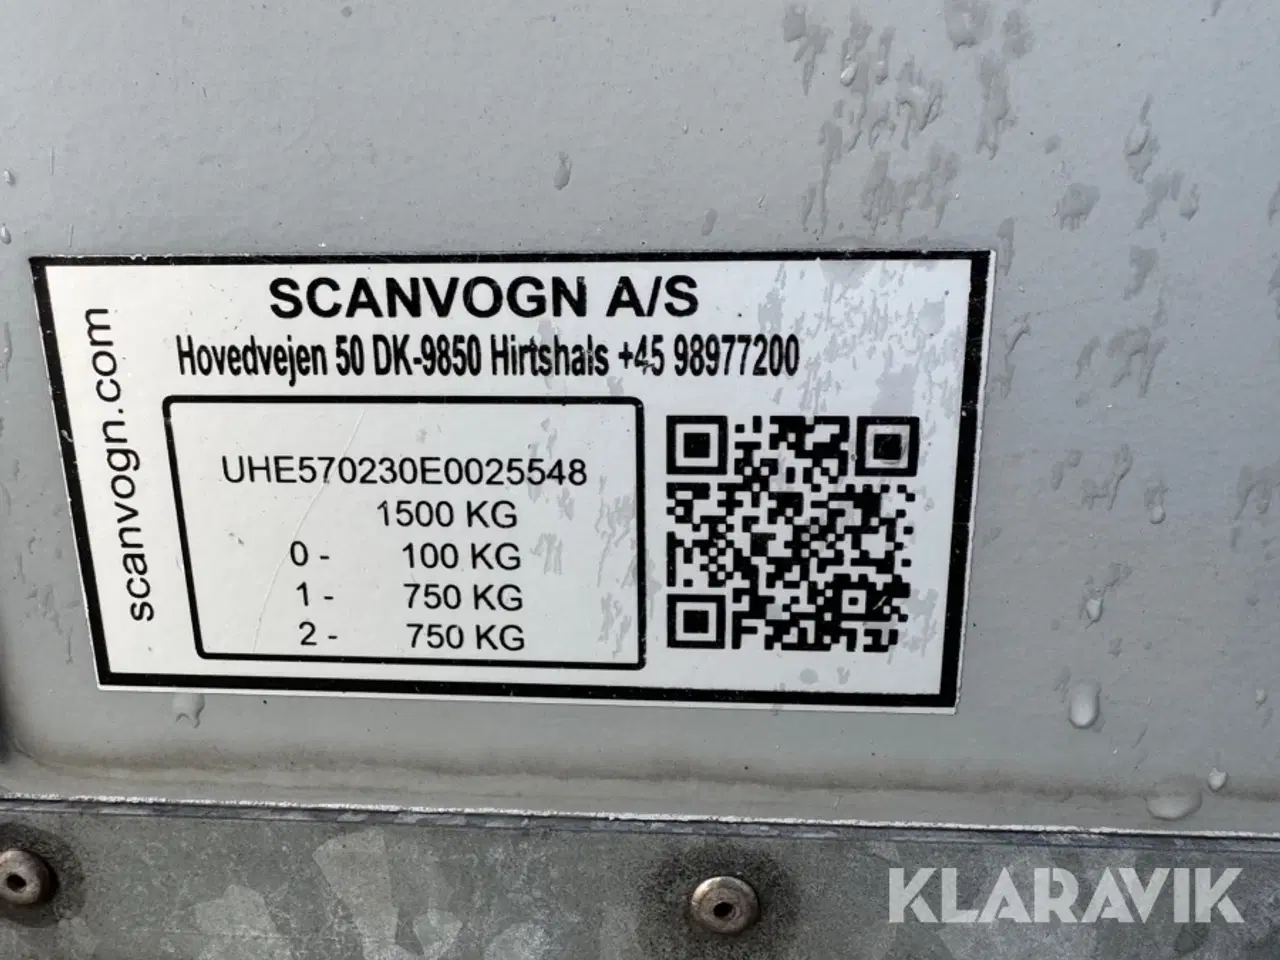 SCANVOGN A/S
Hovedvejen 50 DK-9850 Hirtshals +45 98977200
scanvogn.com
UHE570230E0025548
1500 KG
0 - 100 KG
1 - 750 KG
2 - 750 KG
KLARAVIK